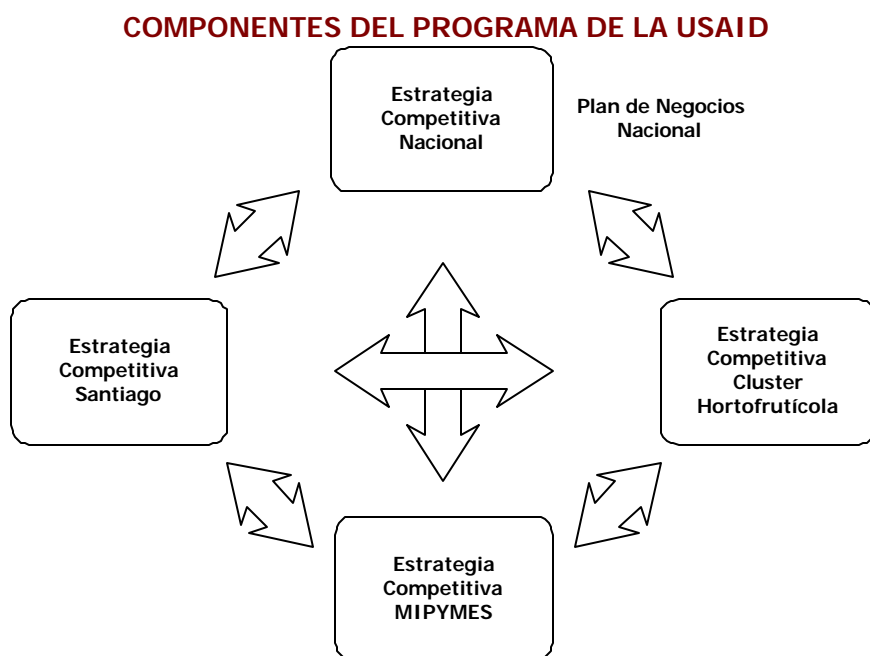 COMPONENTES DEL PROGRAMA DE LA USAID
Estrategia
Competitiva
Nacional
Plan de Negocios
Nacional
Estrategia
Competitiva
Santiago
Estrategia
Competitiva
Cluster
Hortofrutícola
Estrategia
Competitiva
MIPYMES